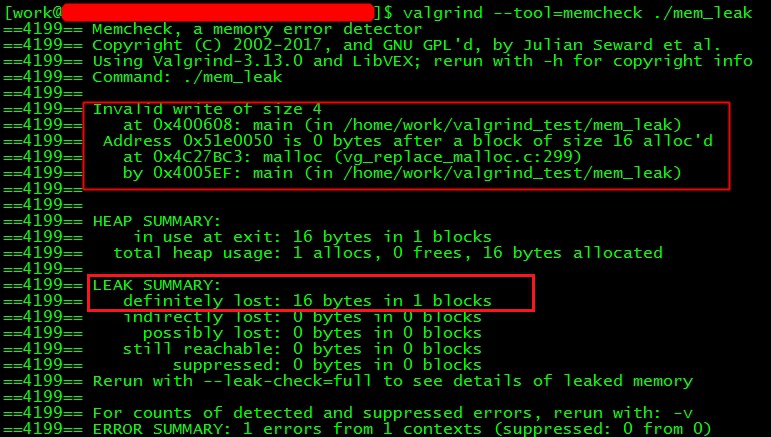 [work@]$ valgrind --tool=memcheck ./mem_leak
==4199== Memcheck, a memory error detector
==4199== Copyright (C) 2002-2017, and GNU GPL'd, by Julian Seward et al.
==4199== Using Valgrind-3.13.0 and LibVEX; rerun with -h for copyright info
==4199== Command: ./mem_leak
==4199==
==4199== Invalid write of size 4
==4199==    at 0x400608: main (in /home/work/valgrind_test/mem_leak)
==4199==  Address 0x51e0050 is 0 bytes after a block of size 16 alloc'd
==4199==    at 0x4C27BC3: malloc (vg_replace_malloc.c:299)
==4199==    by 0x4005EF: main (in /home/work/valgrind_test/mem_leak)
==4199==
==4199==
==4199== HEAP SUMMARY:
==4199==     in use at exit: 16 bytes in 1 blocks
==4199==   total heap usage: 1 allocs, 0 frees, 16 bytes allocated
==4199==
==4199== LEAK SUMMARY:
==4199==    definitely lost: 16 bytes in 1 blocks
==4199==    indirectly lost: 0 bytes in 0 blocks
==4199==      possibly lost: 0 bytes in 0 blocks
==4199==    still reachable: 0 bytes in 0 blocks
==4199==         suppressed: 0 bytes in 0 blocks
==4199== Rerun with --leak-check=full to see details of leaked memory
==4199==
==4199== For counts of detected and suppressed errors, rerun with: -v
==4199== ERROR SUMMARY: 1 errors from 1 contexts (suppressed: 0 from 0)